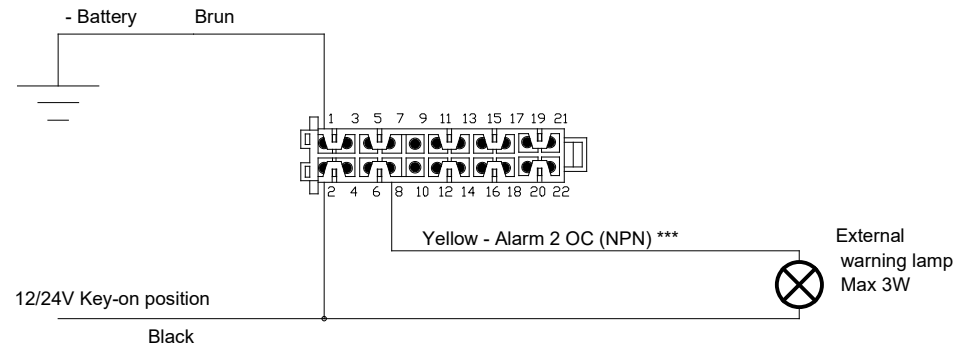 - Battery Brun
1 3 5 7 9 11 13 15 17 19 21
2 4 6 8 10 12 14 16 18 20 22
Yellow - Alarm 2 OC (NPN) ***
External
warning lamp
Max 3W
12/24V Key-on position
Black